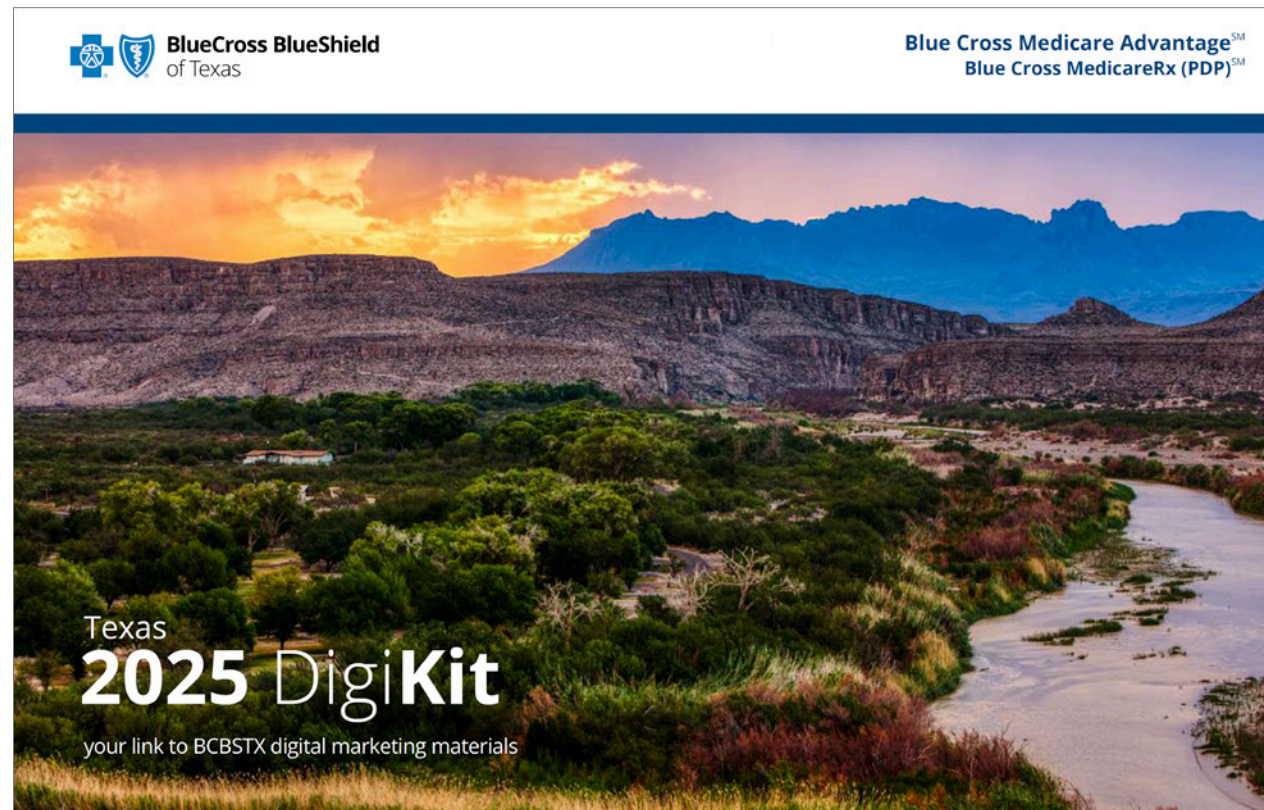 BlueCross BlueShield
of Texas
Blue Cross Medicare Advantage℠
Blue Cross MedicareRx (PDP)℠
Texas
2025 DigiKit
your link to BCBSTX digital marketing materials